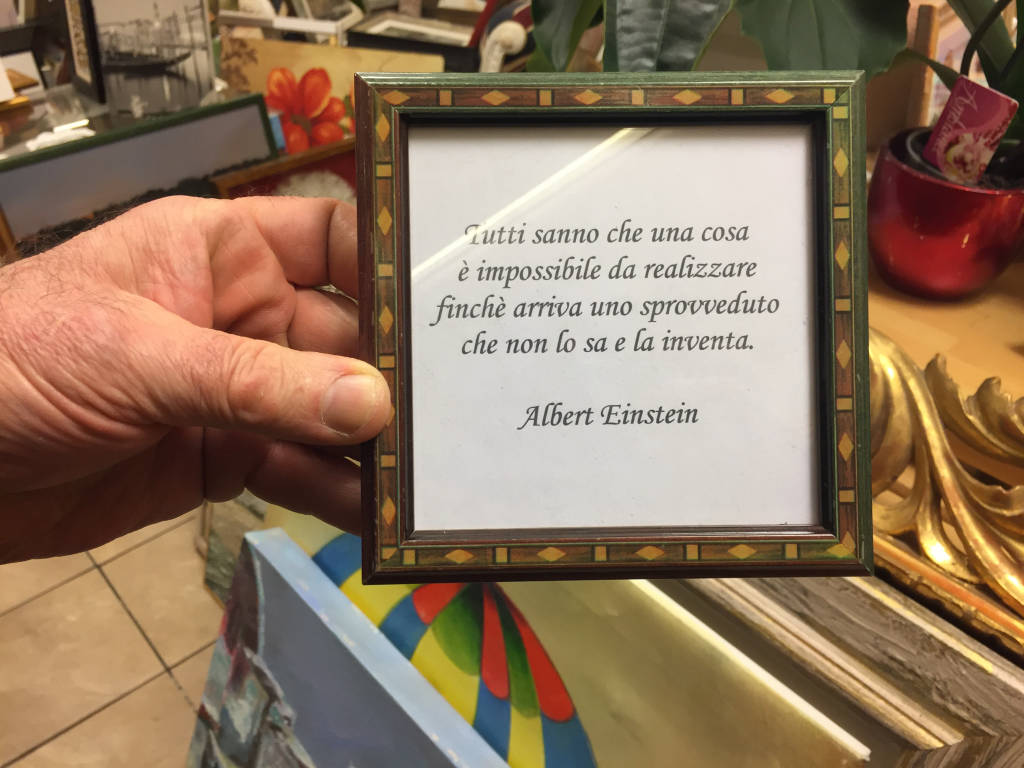 Tutti sanno che una cosa
è impossibile da realizzare
finchè arriva uno sprovveduto
che non lo sa e la inventa.
Albert Einstein